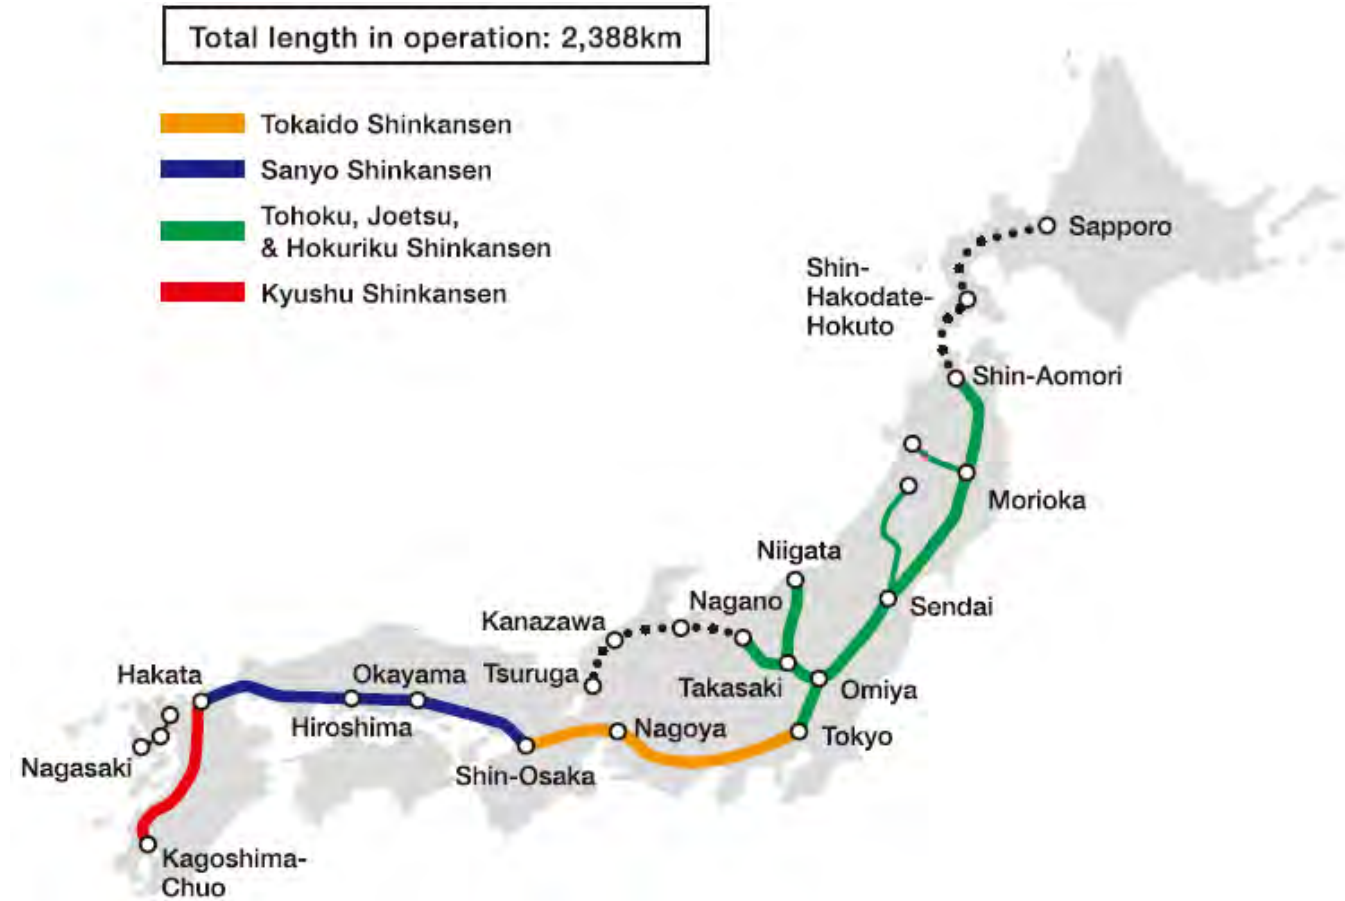 Total length in operation: 2,388km
Tokaido Shinkansen
Sanyo Shinkansen
Tohoku, Joetsu,
& Hokuriku Shinkansen
Kyushu Shinkansen
Sapporo
Shin-
Hakodate-
Hokuto
Shin-Aomori
Morioka
Niigata
Nagano
Sendai
Kanazawa
Hakata
Okayama
Tsuruga
Takasaki
Omiya
Hiroshima
Nagoya
Tokyo
Nagasaki
Shin-Osaka
Kagoshima-
Chuo